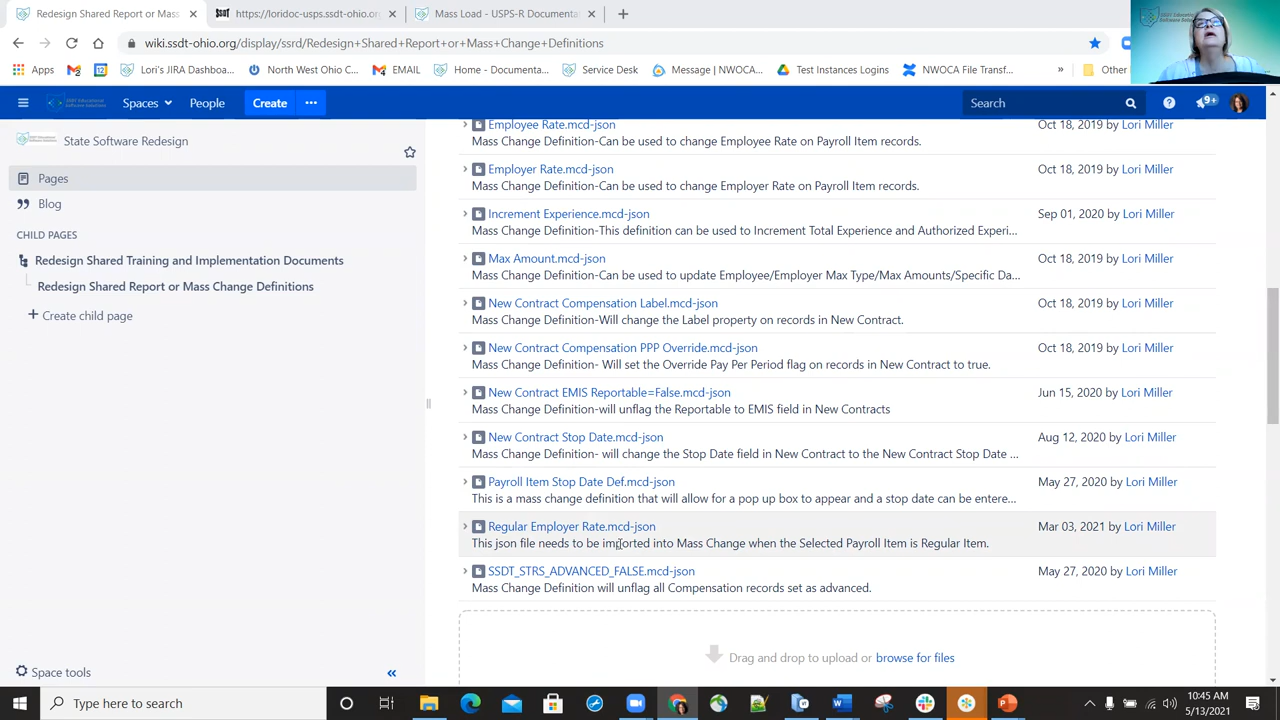 Redesign Shared Report or Mass
https://loridoc-usps.ssdt-ohio.org
Mass Load - USPS-R Documenta
wiki.ssdt-ohio.org/display/ssrd/Redesign+Shared+Report+or+Mass+Change+Definitions
Apps
Lori's JIRA Dashboa...
North West Ohio C...
EMAIL
Home - Documenta...
Service Desk
Message | NWOCA...
Test Instances Logins
NWOCA File Transf...
»
Other
Spaces
People
Create
Search
9+
State Software Redesign
Pages
Blog
CHILD PAGES
Redesign Shared Training and Implementation Documents
Redesign Shared Report or Mass Change Definitions
+ Create child page
Space tools
«
Employee Rate.mcd-json Oct 18, 2019 by Lori Miller
Mass Change Definition-Can be used to change Employee Rate on Payroll Item records.
Employer Rate.mcd-json Oct 18, 2019 by Lori Miller
Mass Change Definition-Can be used to change Employer Rate on Payroll Item records.
Increment Experience.mcd-json Sep 01, 2020 by Lori Miller
Mass Change Definition-This definition can be used to Increment Total Experience and Authorized Experi...
Max Amount.mcd-json Oct 18, 2019 by Lori Miller
Mass Change Definition-Can be used to update Employee/Employer Max Type/Max Amounts/Specific Da...
New Contract Compensation Label.mcd-json Oct 18, 2019 by Lori Miller
Mass Change Definition-Will change the Label property on records in New Contract.
New Contract Compensation PPP Override.mcd-json Oct 18, 2019 by Lori Miller
Mass Change Definition- Will set the Override Pay Per Period flag on records in New Contract to true.
New Contract EMIS Reportable=False.mcd-json Jun 15, 2020 by Lori Miller
Mass Change Definition-will unflag the Reportable to EMIS field in New Contracts
New Contract Stop Date.mcd-json Aug 12, 2020 by Lori Miller
Mass Change Definition- will change the Stop Date field in New Contract to the New Contract Stop Date ...
Payroll Item Stop Date Def.mcd-json May 27, 2020 by Lori Miller
This is a mass change definition that will allow for a pop up box to appear and a stop date can be entere...
Regular Employer Rate.mcd-json Mar 03, 2021 by Lori Miller
This json file needs to be imported into Mass Change when the Selected Payroll Item is Regular Item.
SSDT_STRS_ADVANCED_FALSE.mcd-json May 27, 2020 by Lori Miller
Mass Change Definition will unflag all Compensation records set as advanced.
Drag and drop to upload or browse for files
Type here to search
10:45 AM
5/13/2021